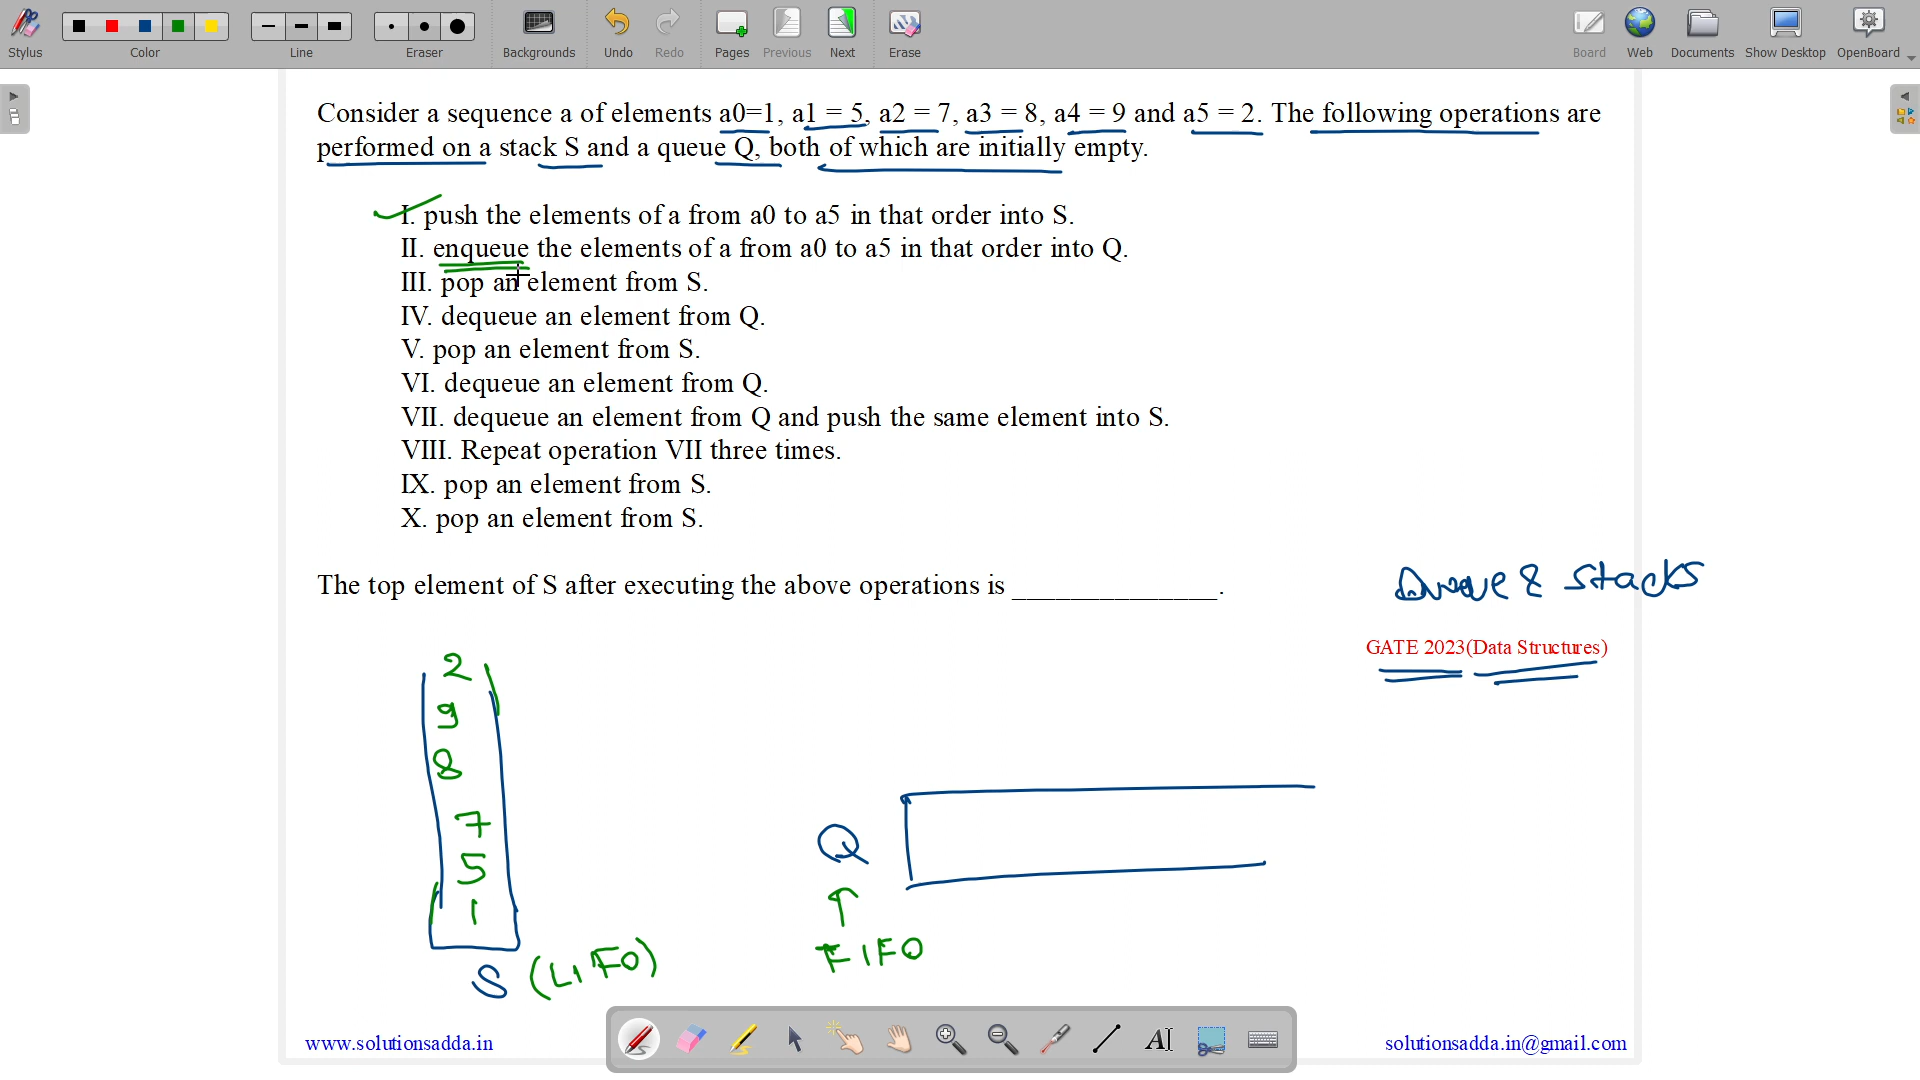 Stylus
Color
Line
Eraser
Backgrounds
Undo
Redo
Pages
Previous
Next
Erase
Board
Web
Documents
Show Desktop
OpenBoard
Consider a sequence a of elements a0=1, a1 = 5, a2 = 7, a3 = 8, a4 = 9 and a5 = 2. The following operations are
performed on a stack S and a queue Q, both of which are initially empty.
I. push the elements of a from a0 to a5 in that order into S.
II. enqueue the elements of a from a0 to a5 in that order into Q.
III. pop an element from S.
IV. dequeue an element from Q.
V. pop an element from S.
VI. dequeue an element from Q.
VII. dequeue an element from Q and push the same element into S.
VIII. Repeat operation VII three times.
IX. pop an element from S.
X. pop an element from S.
The top element of S after executing the above operations is ______________.
Queue & Stacks
GATE 2023(Data Structures)
2
9
8
7
5
1
S (LIFO)
Q
FIFO
www.solutionsadda.in
solutionsadda.in@gmail.com